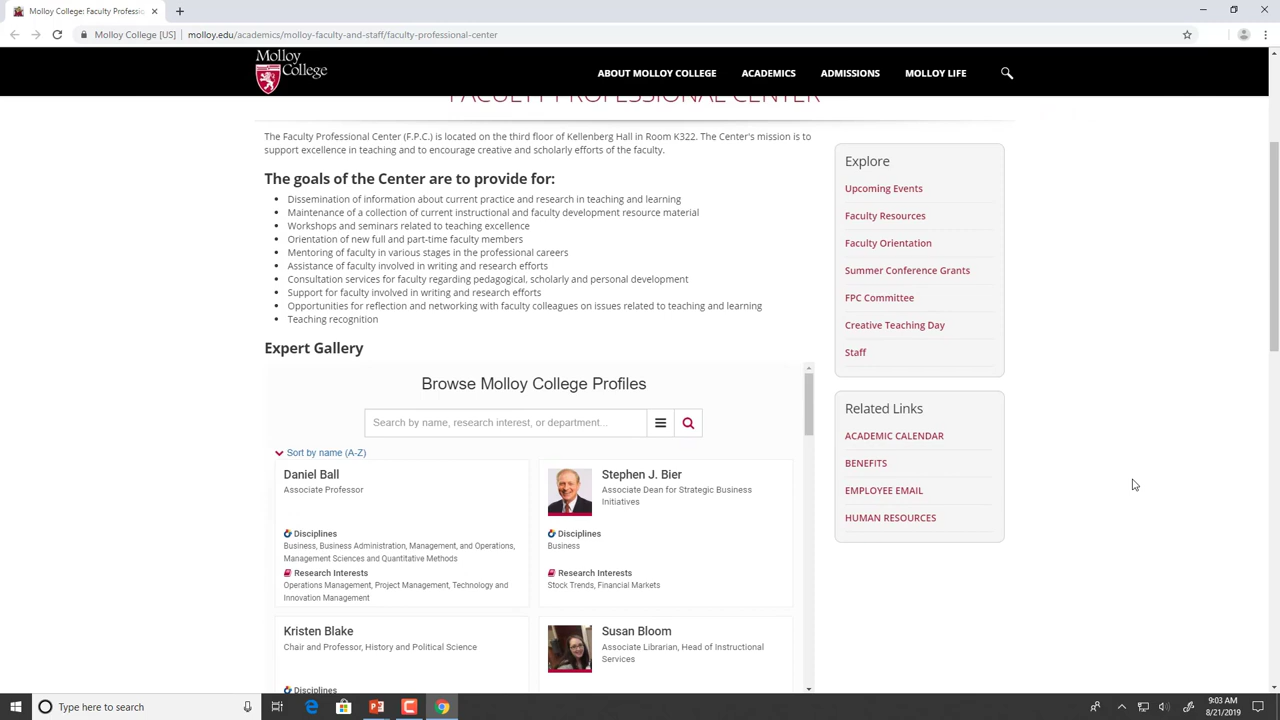 Molloy College: Faculty Professio
Molloy College [US] | molloy.edu/academics/molloy-faculty-and-staff/faculty-professional-center
Molloy
College
ABOUT MOLLOY COLLEGE ACADEMICS ADMISSIONS MOLLOY LIFE
FACULTY PROFESSIONAL CENTER
The Faculty Professional Center (F.P.C.) is located on the third floor of Kellenberg Hall in Room K322. The Center's mission is to
support excellence in teaching and to encourage creative and scholarly efforts of the faculty.
The goals of the Center are to provide for:
• Dissemination of information about current practice and research in teaching and learning
• Maintenance of a collection of current instructional and faculty development resource material
• Workshops and seminars related to teaching excellence
• Orientation of new full and part-time faculty members
• Mentoring of faculty in various stages in the professional careers
• Assistance of faculty involved in writing and research efforts
• Consultation services for faculty regarding pedagogical, scholarly and personal development
• Support for faculty involved in writing and research efforts
• Opportunities for reflection and networking with faculty colleagues on issues related to teaching and learning
• Teaching recognition
Expert Gallery
Browse Molloy College Profiles
Search by name, research interest, or department...
Sort by name (A-Z)
Daniel Ball
Associate Professor
Disciplines
Business, Business Administration, Management, and Operations,
Management Sciences and Quantitative Methods
Research Interests
Operations Management, Project Management, Technology and
Innovation Management
Stephen J. Bier
Associate Dean for Strategic Business
Initiatives
Disciplines
Business
Research Interests
Stock Trends, Financial Markets
Kristen Blake
Chair and Professor, History and Political Science
Disciplines
Susan Bloom
Associate Librarian, Head of Instructional
Services
Explore
Upcoming Events
Faculty Resources
Faculty Orientation
Summer Conference Grants
FPC Committee
Creative Teaching Day
Staff
Related Links
ACADEMIC CALENDAR
BENEFITS
EMPLOYEE EMAIL
HUMAN RESOURCES
Type here to search
9:03 AM
8/21/2019